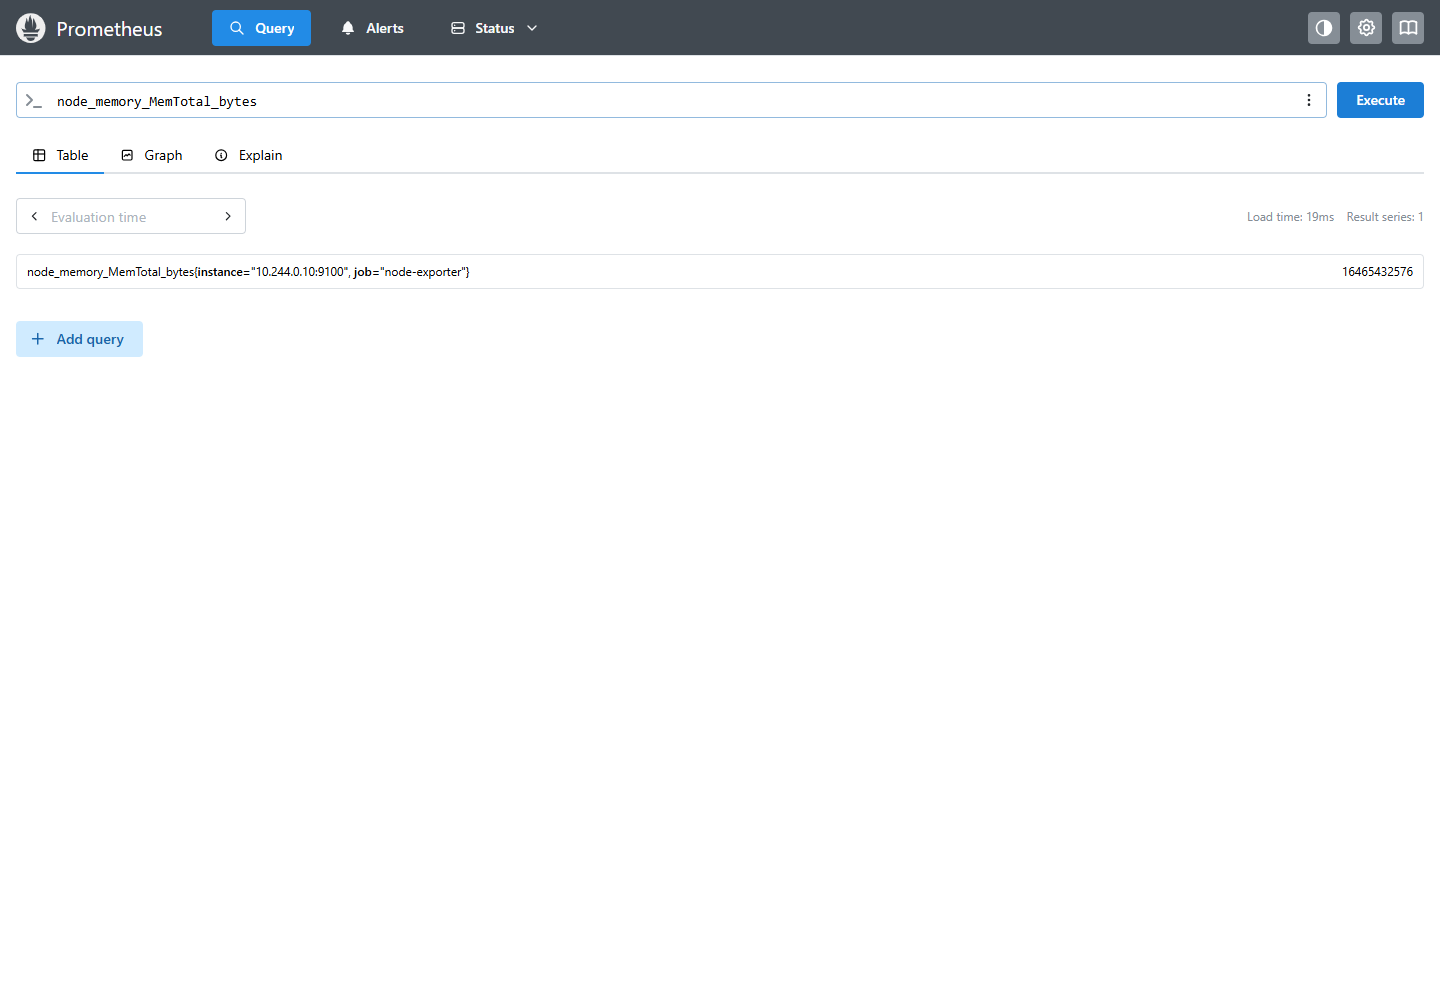 Prometheus Query Alerts Status
node_memory_MemTotal_bytes Execute
Table Graph Explain
Evaluation time Load time: 19ms Result series: 1
node_memory_MemTotal_bytes{instance="10.244.0.10:9100", job="node-exporter"} 16465432576
Add query